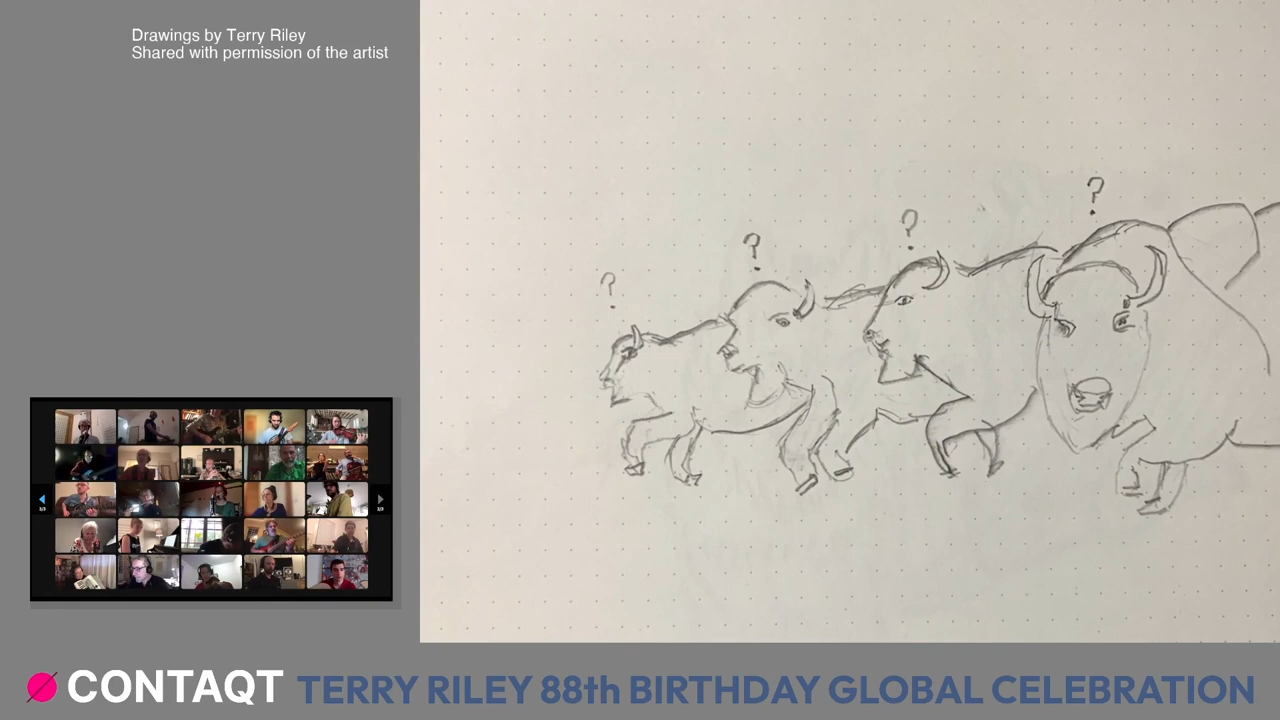 Drawings by Terry Riley
Shared with permission of the artist
?
?
?
?
CONTAQT TERRY RILEY 88th BIRTHDAY GLOBAL CELEBRATION